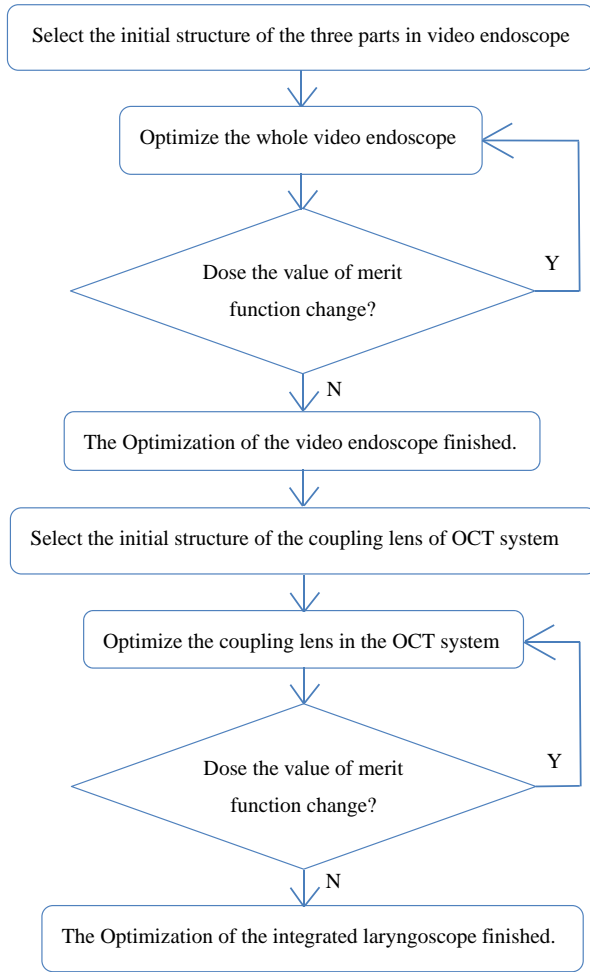 Select the initial structure of the three parts in video endoscope
Optimize the whole video endoscope
Dose the value of merit
function change?
Y
N
The Optimization of the video endoscope finished.
Select the initial structure of the coupling lens of OCT system
Optimize the coupling lens in the OCT system
Dose the value of merit
function change?
Y
N
The Optimization of the integrated laryngoscope finished.